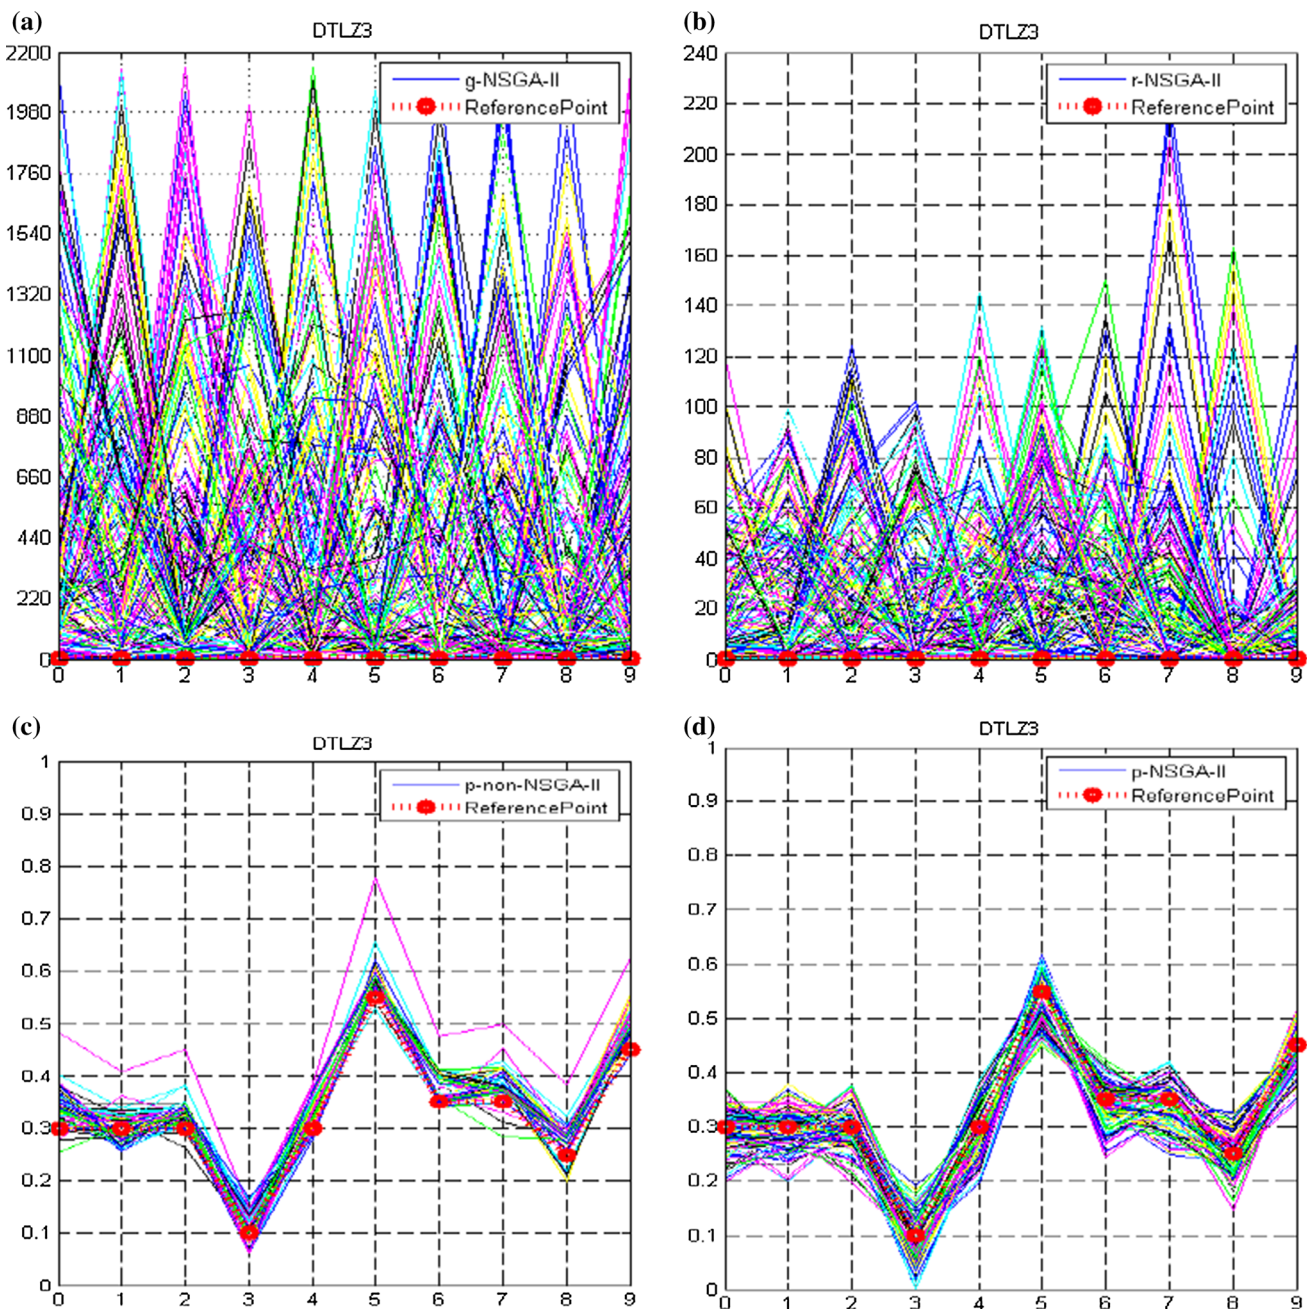 (a)
DTLZ3
2200
1980
1760
1540
1320
1100
880
660
440
220
0
g-NSGA-II
ReferencePoint
0 1 2 3 4 5 6 7 8 9
(b)
DTLZ3
240
220
200
180
160
140
120
100
80
60
40
20
0
r-NSGA-II
ReferencePoint
0 1 2 3 4 5 6 7 8 9
(c)
DTLZ3
1
0.9
0.8
0.7
0.6
0.5
0.4
0.3
0.2
0.1
0
p-non-NSGA-II
ReferencePoint
0 1 2 3 4 5 6 7 8 9
(d)
DTLZ3
1
0.9
0.8
0.7
0.6
0.5
0.4
0.3
0.2
0.1
0
p-NSGA-II
ReferencePoint
0 1 2 3 4 5 6 7 8 9